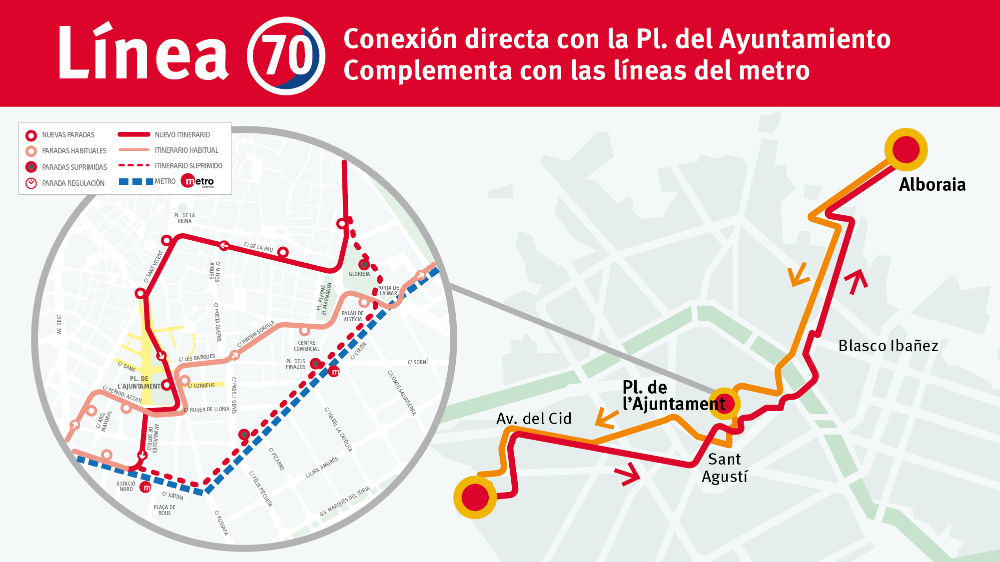 Línea 70
Conexión directa con la Pl. del Ayuntamiento
Complementa con las líneas del metro
NUEVAS PARADAS
PARADAS HABITUALES
PARADAS SUPRIMIDAS
PARADA REGULACIÓN
NUEVO ITINERARIO
ITINERARIO HABITUAL
ITINERARIO SUPRIMIDO
METRO
metro
valencia
PL. DE LA
REINA
C/ DE LA PAU
C/ SANT VICENT
C/ M.DOS
AIGÜES
GLORIETA
PORTA DE
LA MAR
PL. ALFONS
EL MAGNÀNIM
C/ POETA QUEROL
PALAU DE
JUSTÍCIA
AV. OEST
C/ PINTOR SOROLLA
CENTRE
COMERCIAL
C/ COLÓN
C/ LES BARQUES
PL. DELS
PINAZOS
C/ SORNÍ
C/ SANG
m
PL. DE
L'AJUNTAMENT
C/ CORREUS
C/ PERIOD. AZZATI
C/ PASC. I GENÍS
C/COMTE SALVATIERRA
C/ ROGER DE LLORIA
C/ ARQ.
MAYORAL
AV.MARQUÉS
DE SOTELO
C/ ISABEL LA CATÒLICA
C/ PIZARRO
C/CIRIL AMORÓS
ESTACIÓ
NORD
m
C/ XÀTIVA
C/ FÈLIX PIZCUETA
G.V. MARQUÉS DEL TÚRIA
PLAÇA DE
BOUS
C/ RUSSAFA
Alboraia
Blasco Ibañez
Pl. de
l'Ajuntament
Av. del Cid
Sant
Agustí